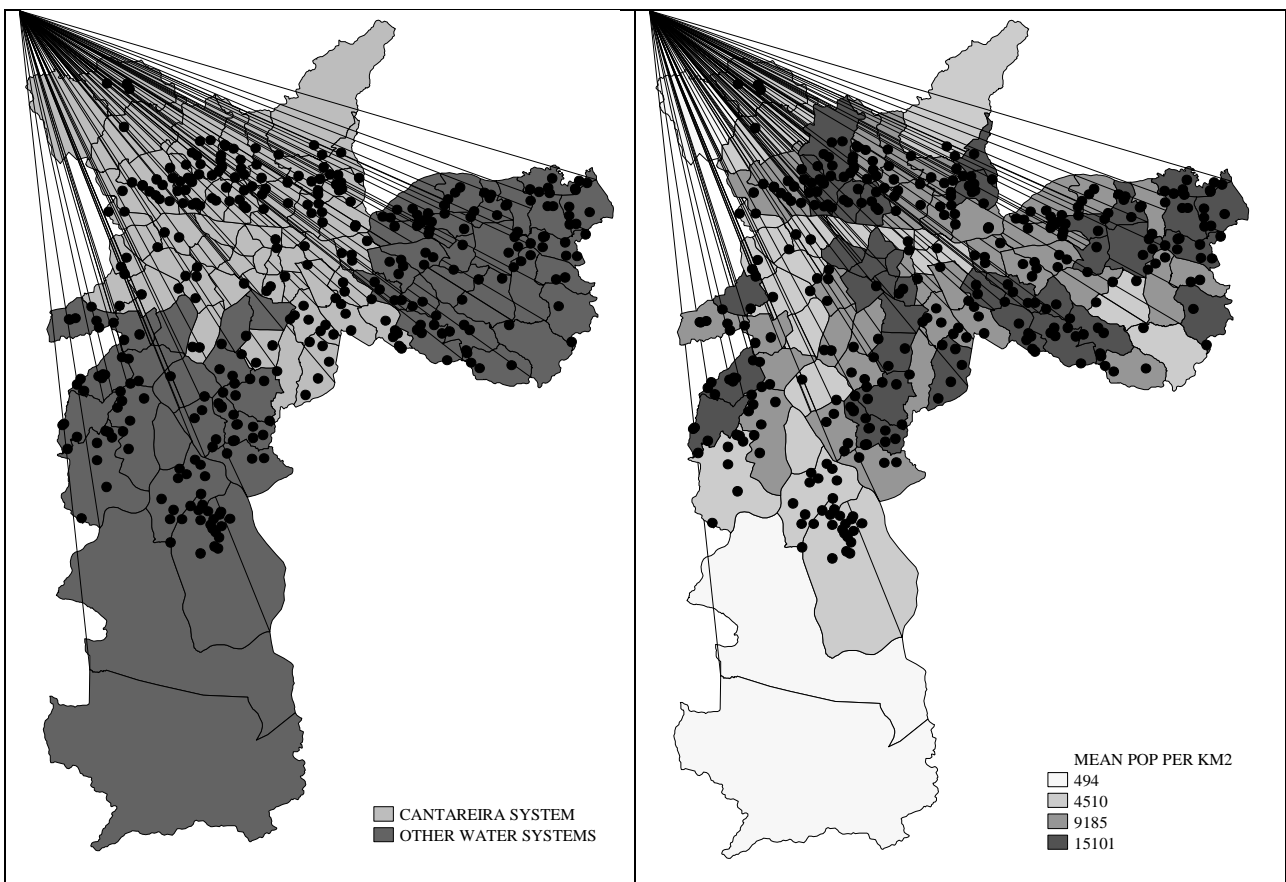 CANTAREIRA SYSTEM
OTHER WATER SYSTEMS
MEAN POP PER KM2
494
4510
9185
15101